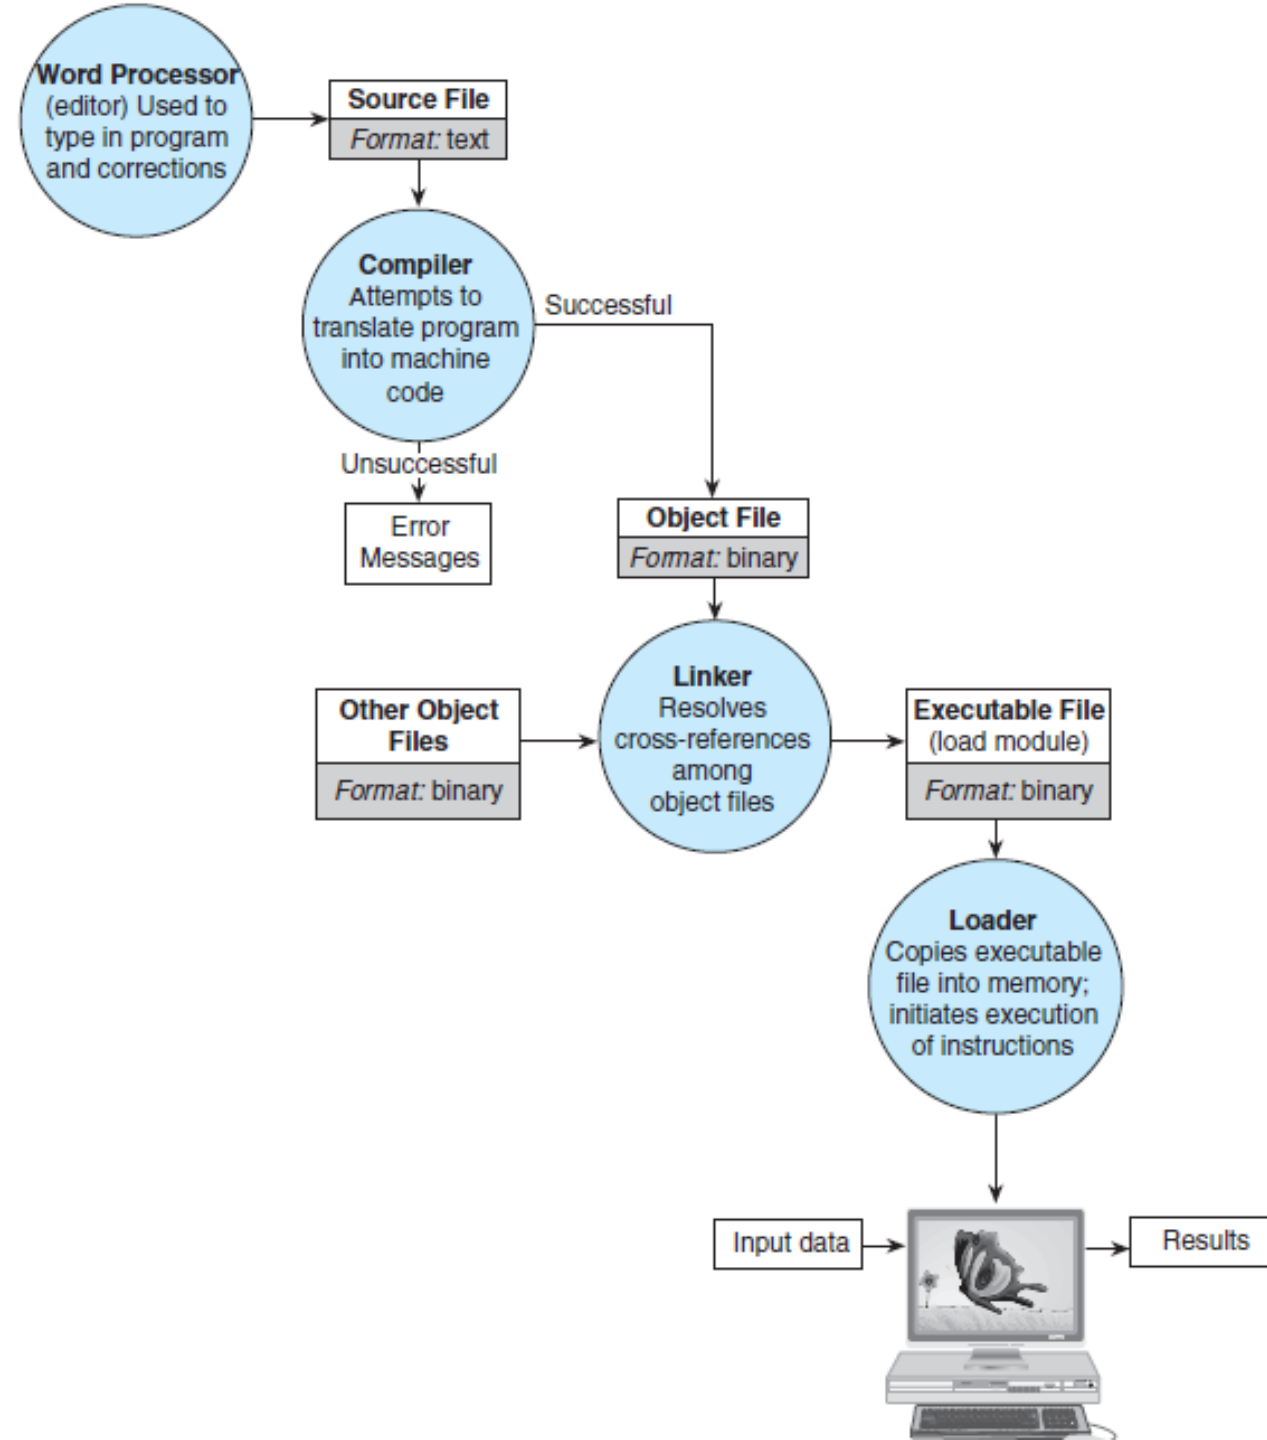 Word Processor
(editor) Used to
type in program
and corrections
Source File
Format: text
Compiler
Attempts to
translate program
into machine
code
Successful
Unsuccessful
Error
Messages
Object File
Format: binary
Linker
Resolves
cross-references
among
object files
Other Object
Files
Format: binary
Executable File
(load module)
Format: binary
Loader
Copies executable
file into memory;
initiates execution
of instructions
Input data
Results